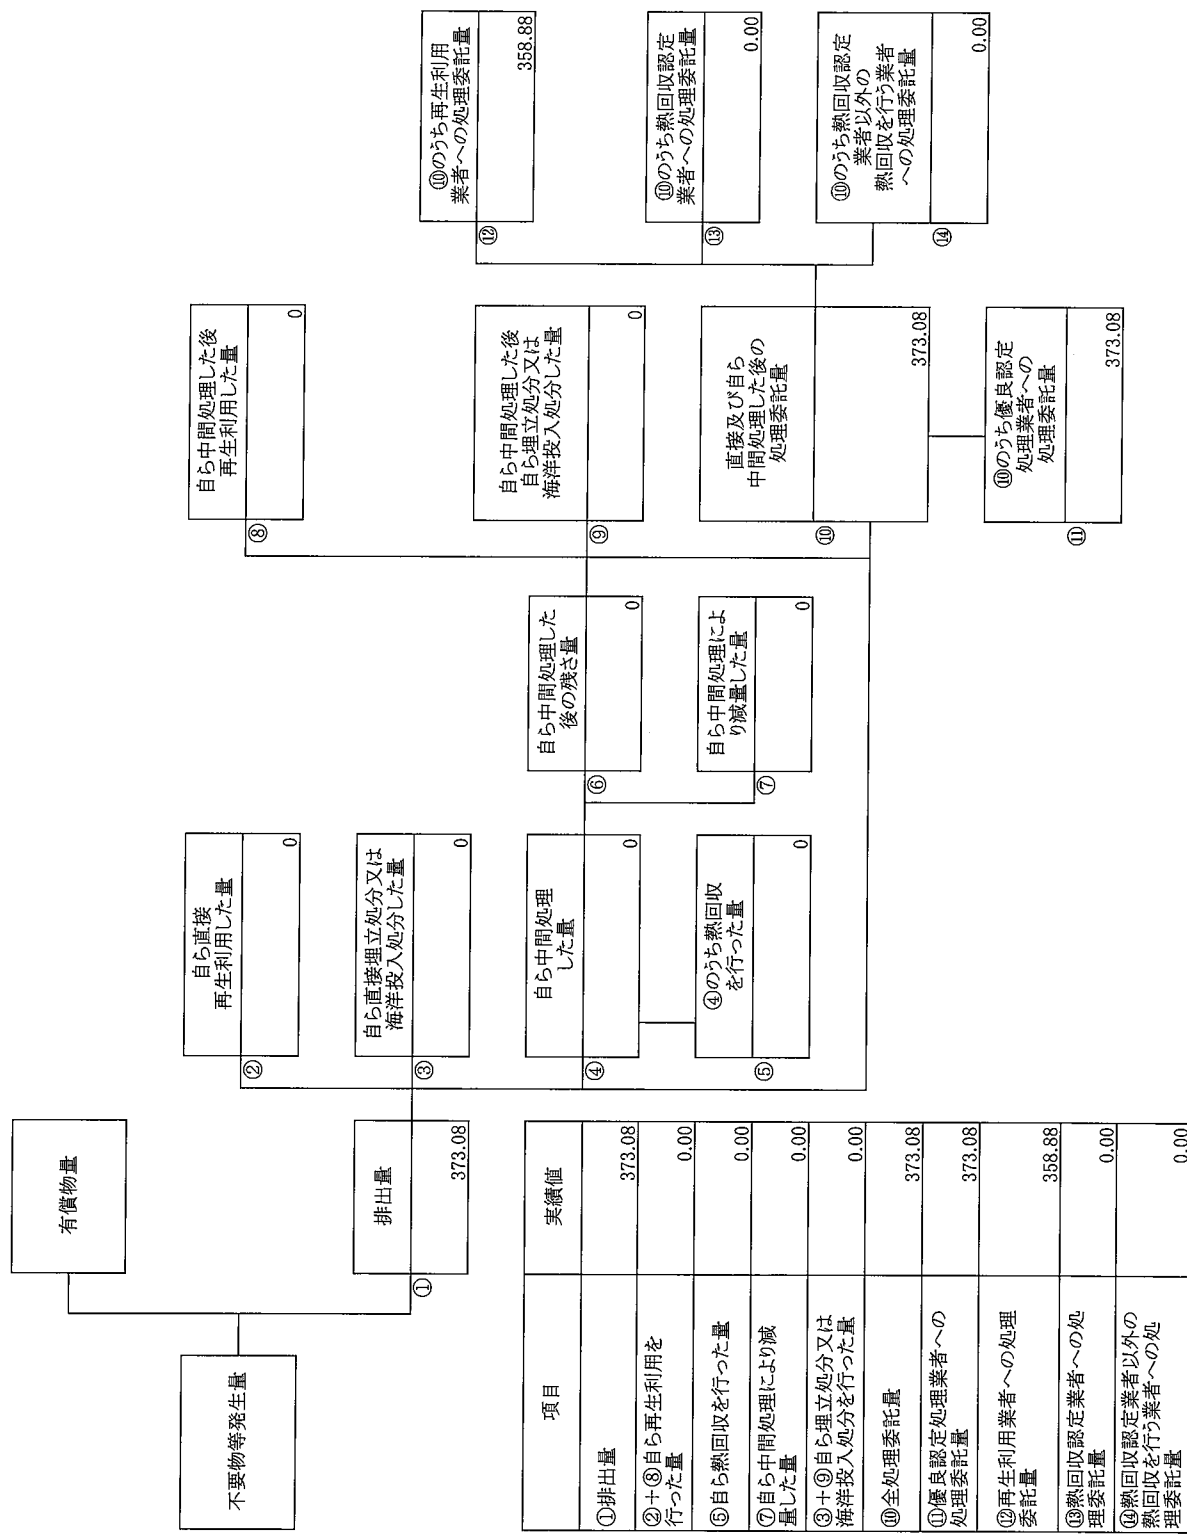 不要物等発生量
有償物量
①
排出量
373.08
②
自ら直接
再生利用した量
0
③
自ら直接埋立処分又は
海洋投入処分した量
0
④
自ら中間処理
した量
0
⑤
④のうち熱回収
を行った量
0
⑥
自ら中間処理した
後の残さ量
0
⑦
自ら中間処理によ
り減量した量
0
⑧
自ら中間処理した後
再生利用した量
0
⑨
自ら中間処理した後
自ら埋立処分又は
海洋投入処分した量
0
⑩
直接及び自ら
中間処理した後の
処理委託量
373.08
⑪
⑩のうち優良認定
処理業者への
処理委託量
373.08
⑫
⑩のうち再生利用
業者への処理委託量
358.88
⑬
⑩のうち熱回収認定
業者への処理委託量
0.00
⑭
⑩のうち熱回収認定
業者以外の
熱回収を行う業者
への処理委託量
0.00
項目 実績値
①排出量 373.08
②+⑧自ら再生利用を
行った量 0.00
⑤自ら熱回収を行った量 0.00
⑦自ら中間処理により減
量した量 0.00
③+⑨自ら埋立処分又は
海洋投入処分を行った量 0.00
⑩全処理委託量 373.08
⑪優良認定処理業者への
処理委託量 373.08
⑫再生利用業者への処理
委託量 358.88
⑬熱回収認定業者への処
理委託量 0.00
⑭熱回収認定業者以外の
熱回収を行う業者への処
理委託量 0.00